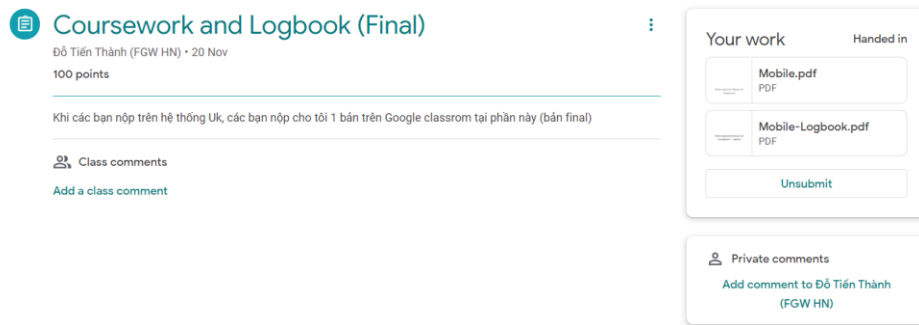 Coursework and Logbook (Final)
Đỗ Tiến Thành (FGW HN) • 20 Nov
100 points
Khi các bạn nộp trên hệ thống Uk, các bạn nộp cho tôi 1 bản trên Google classrom tại phần này (bản final)
Class comments
Add a class comment
Your work
Handed in
Mobile.pdf
PDF
Mobile-Logbook.pdf
PDF
Unsubmit
Private comments
Add comment to Đỗ Tiến Thành
(FGW HN)